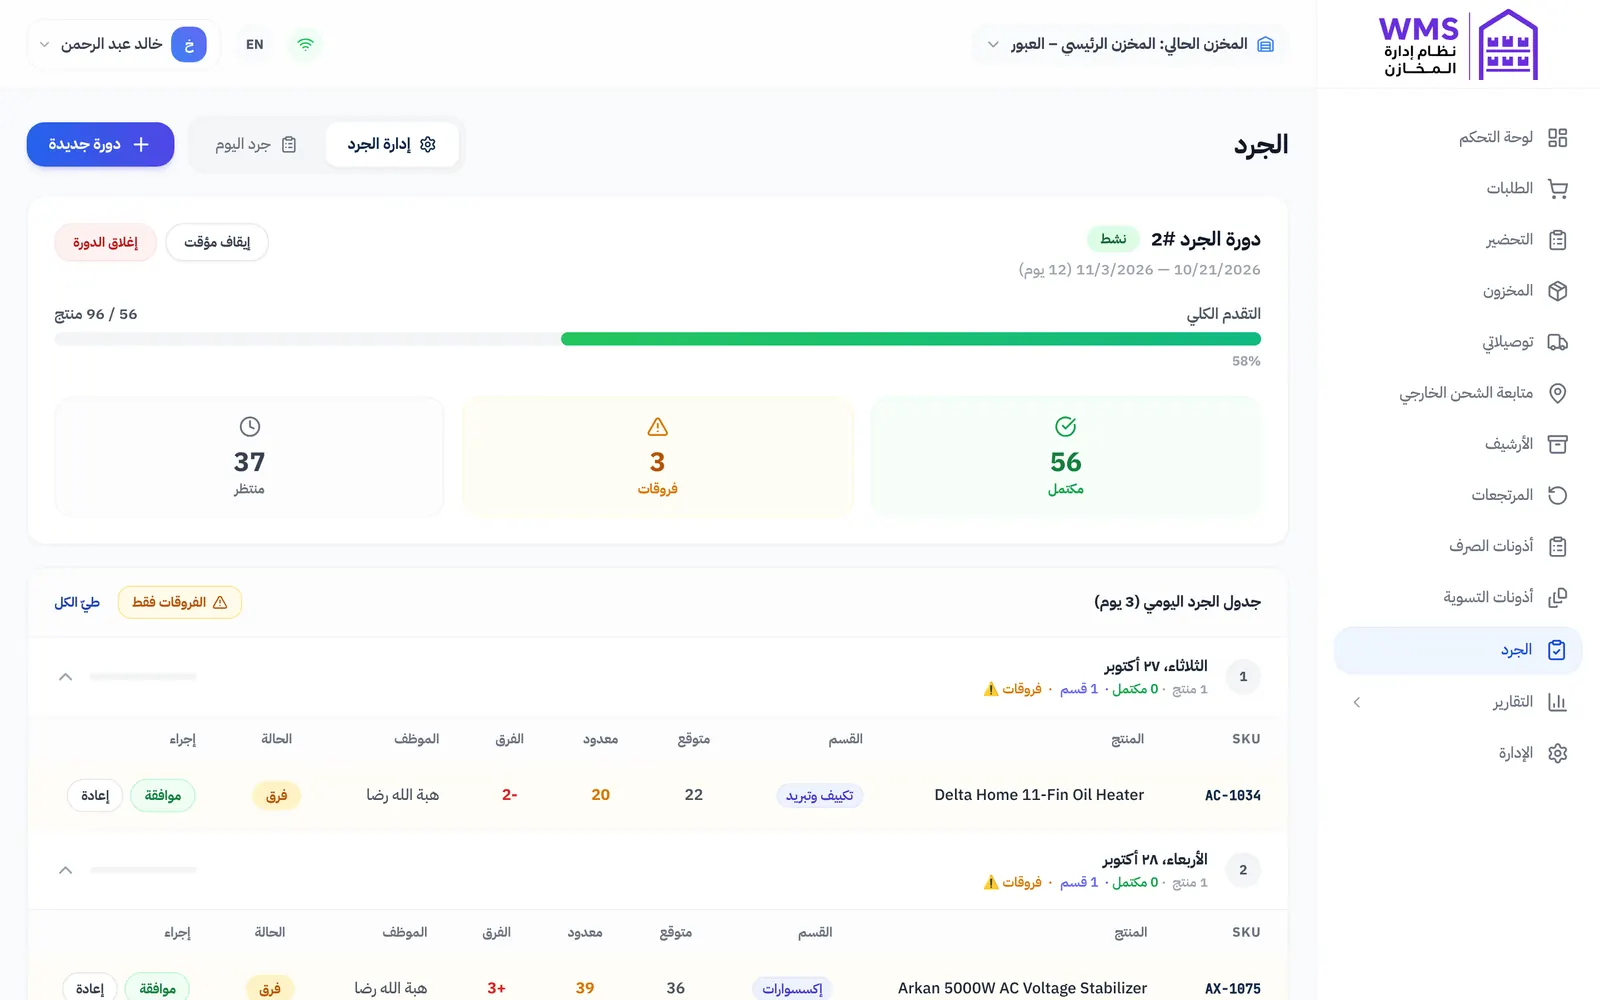 WMS
نظام إدارة
المخازن
المخزن الحالي: المخزن الرئيسي – العبور
EN
خ
خالد عبد الرحمن
لوحة التحكم
الطلبات
التحضير
المخزون
توصيلاتي
متابعة الشحن الخارجي
الأرشيف
المرتجعات
أذونات الصرف
أذونات التسوية
الجرد
التقارير
الإدارة
الجرد
إدارة الجرد
جرد اليوم
دورة جديدة
دورة الجرد #2
نشط
10/21/2026 — 11/3/2026 (12 يوم)
إيقاف مؤقت
إغلاق الدورة
التقدم الكلي
56 / 96 منتج
58%
56
مكتمل
3
فروقات
37
منتظر
جدول الجرد اليومي (3 يوم)
الفروقات فقط
طيّ الكل
1
الثلاثاء، ٢٧ أكتوبر
1 منتج · 0 مكتمل · 1 قسم · فروقات ⚠️
SKU المنتج القسم متوقع معدود الفرق الموظف الحالة إجراء
AC-1034 Delta Home 11-Fin Oil Heater تكييف وتبريد 22 20 -2 هبة الله رضا فرق موافقة إعادة
2
الأربعاء، ٢٨ أكتوبر
1 منتج · 0 مكتمل · 1 قسم · فروقات ⚠️
SKU المنتج القسم متوقع معدود الفرق الموظف الحالة إجراء
AX-1075 Arkan 5000W AC Voltage Stabilizer إكسسوارات 36 39 +3 هبة الله رضا فرق موافقة إعادة